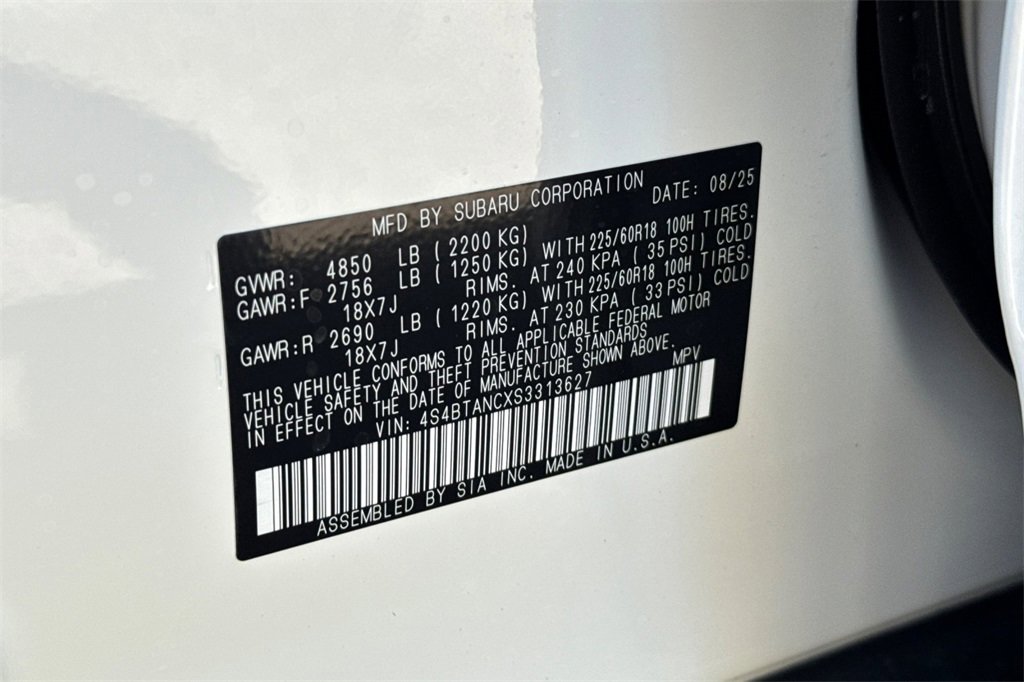 MFD BY SUBARU CORPORATION DATE: 08/25
GVWR: 4850 LB ( 2200 KG)
GAWR:F 2756 LB ( 1250 KG) WITH 225/60R18 100H TIRES.
18X7J RIMS. AT 240 KPA ( 35 PSI) COLD
GAWR:R 2690 LB ( 1220 KG) WITH 225/60R18 100H TIRES.
18X7J RIMS. AT 230 KPA ( 33 PSI) COLD
THIS VEHICLE CONFORMS TO ALL APPLICABLE FEDERAL MOTOR
VEHICLE SAFETY AND THEFT PREVENTION STANDARDS
IN EFFECT ON THE DATE OF MANUFACTURE SHOWN ABOVE.
VIN: 4S4BTANCXS3313627 MPV
ASSEMBLED BY SIA INC. MADE IN U.S.A.